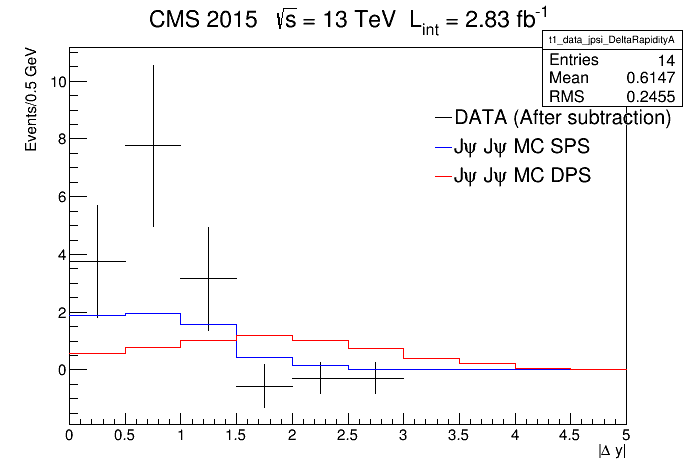 CMS 2015 √s = 13 TeV L_int = 2.83 fb⁻¹
t1_data_jpsi_DeltaRapidityA
Entries 14
Mean 0.6147
RMS 0.2455
Events/0.5 GeV
DATA (After subtraction)
Jψ Jψ MC SPS
Jψ Jψ MC DPS
10
8
6
4
2
0
0 0.5 1 1.5 2 2.5 3 3.5 4 4.5 5
|Δ y|